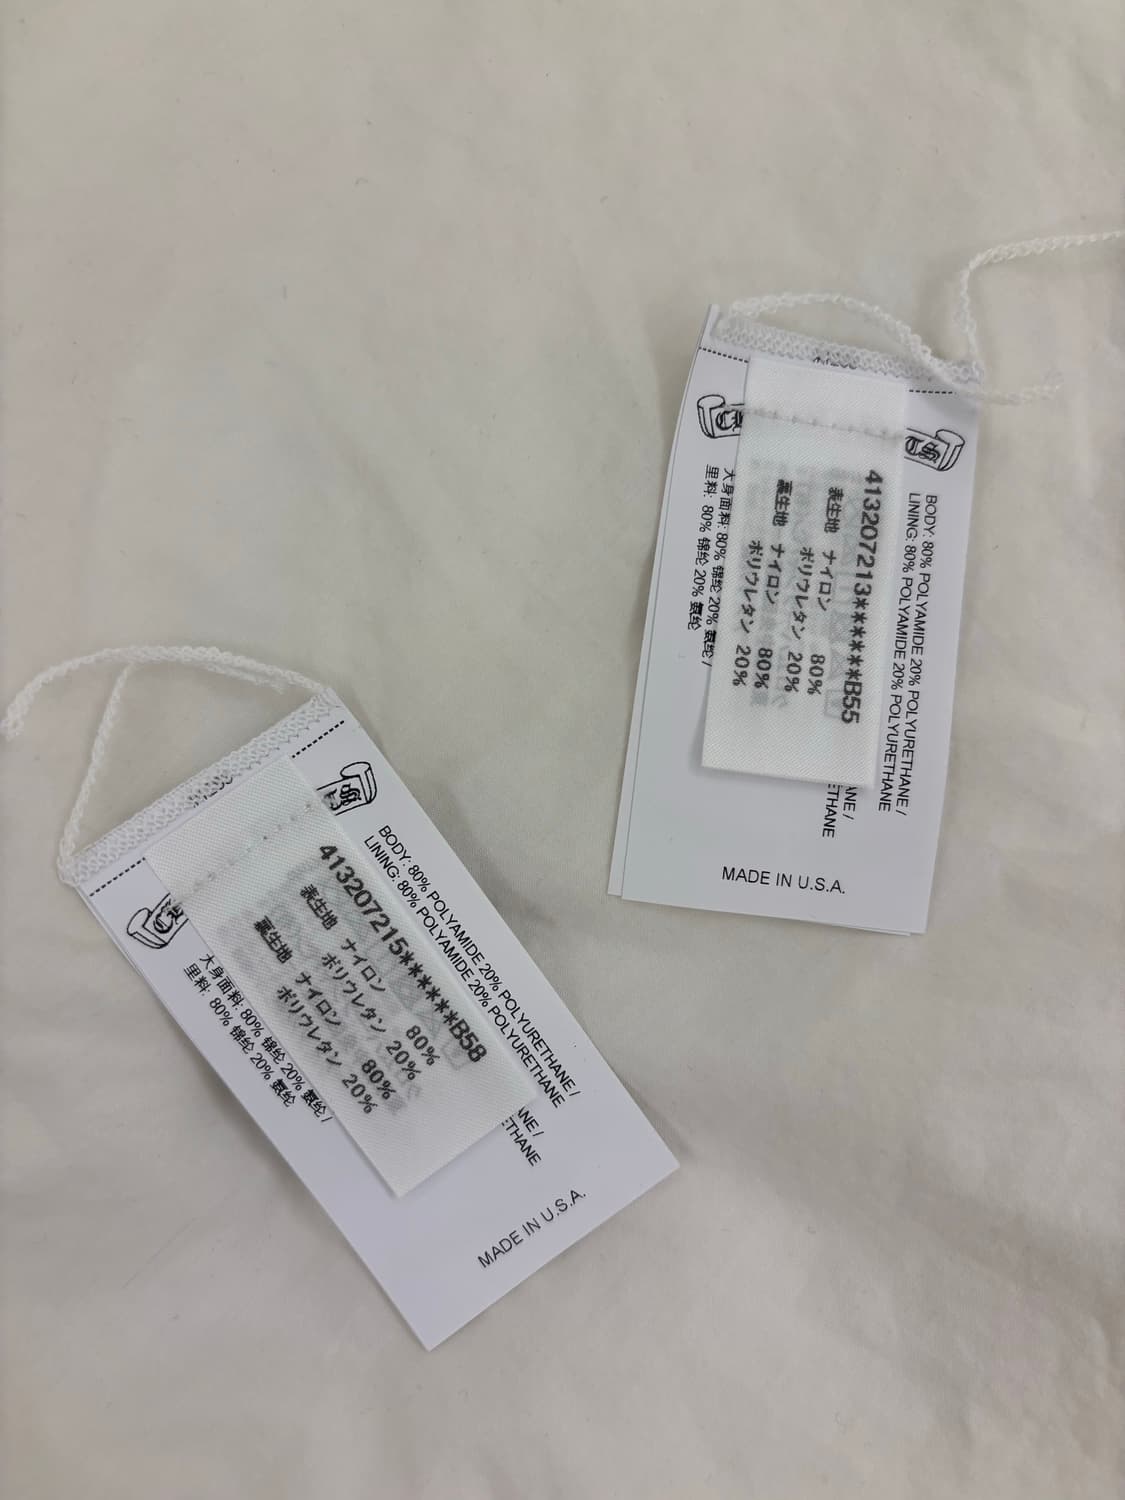 413207213******B55
表生地 ナイロン 80%
ポリウレタン 20%
裏生地 ナイロン 80%
ポリウレタン 20%
BODY: 80% POLYAMIDE 20% POLYURETHANE /
LINING: 80% POLYAMIDE 20% POLYURETHANE
ANE /
ETHANE
大身面料: 80% 锦纶 20% 氨纶 /
里料: 80% 锦纶 20% 氨纶
MADE IN U.S.A.
413207215******B58
表生地 ナイロン 80%
ポリウレタン 20%
裏生地 ナイロン 80%
ポリウレタン 20%
BODY: 80% POLYAMIDE 20% POLYURETHANE /
LINING: 80% POLYAMIDE 20% POLYURETHANE
ANE /
ETHANE
大身面料: 80% 锦纶 20% 氨纶 /
里料: 80% 锦纶 20% 氨纶
MADE IN U.S.A.